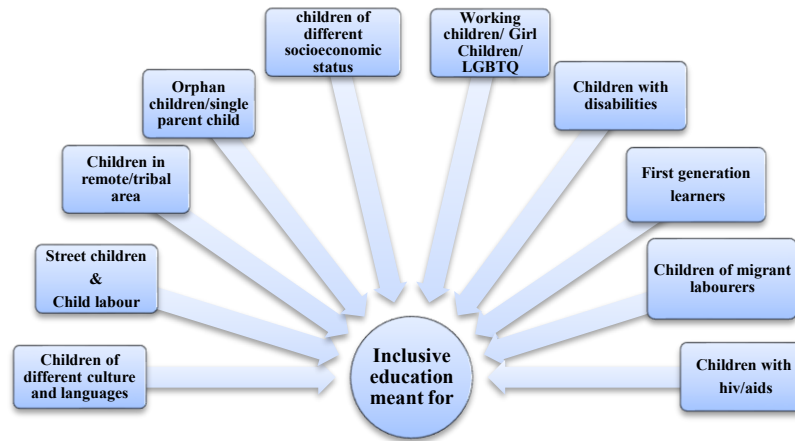 children of
different
socioeconomic
status
Working
children/ Girl
Children/
LGBTQ
Orphan
children/single
parent child
Children with
disabilities
Children in
remote/tribal
area
First generation
learners
Street children
&
Child labour
Children of migrant
labourers
Children of
different culture
and languages
Inclusive
education
meant for
Children with
hiv/aids